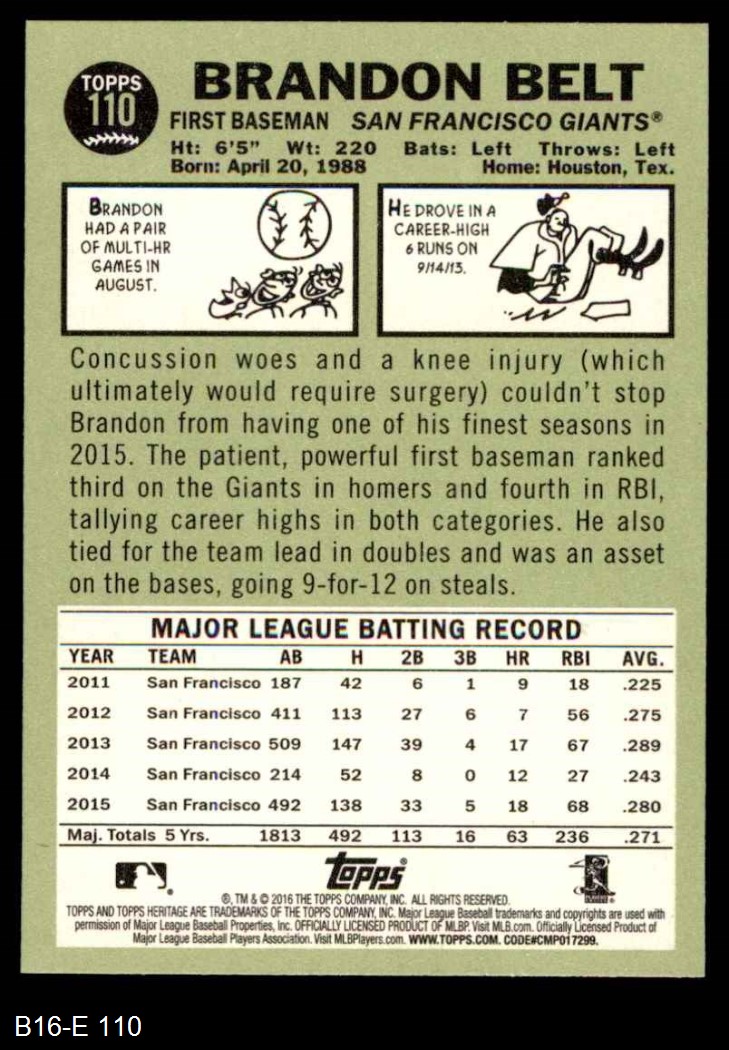 TOPPS
110
BRANDON BELT
FIRST BASEMAN SAN FRANCISCO GIANTS®
Ht: 6'5" Wt: 220 Bats: Left Throws: Left
Born: April 20, 1988 Home: Houston, Tex.
BRANDON
HAD A PAIR
OF MULTI-HR
GAMES IN
AUGUST.
HE DROVE IN A
CAREER-HIGH
6 RUNS ON
9/14/13.
Concussion woes and a knee injury (which
ultimately would require surgery) couldn't stop
Brandon from having one of his finest seasons in
2015. The patient, powerful first baseman ranked
third on the Giants in homers and fourth in RBI,
tallying career highs in both categories. He also
tied for the team lead in doubles and was an asset
on the bases, going 9-for-12 on steals.
MAJOR LEAGUE BATTING RECORD
YEAR TEAM AB H 2B 3B HR RBI AVG.
2011 San Francisco 187 42 6 1 9 18 .225
2012 San Francisco 411 113 27 6 7 56 .275
2013 San Francisco 509 147 39 4 17 67 .289
2014 San Francisco 214 52 8 0 12 27 .243
2015 San Francisco 492 138 33 5 18 68 .280
Maj. Totals 5 Yrs. 1813 492 113 16 63 236 .271
Topps®
®, TM & © 2016 THE TOPPS COMPANY, INC. ALL RIGHTS RESERVED.
TOPPS AND TOPPS HERITAGE ARE TRADEMARKS OF THE TOPPS COMPANY, INC. Major League Baseball trademarks and copyrights are used with
permission of Major League Baseball Properties, Inc. OFFICIALLY LICENSED PRODUCT OF MLBP. Visit MLB.com. Officially Licensed Product of
Major League Baseball Players Association. Visit MLBPlayers.com. WWW.TOPPS.COM. CODE#CMP017299.
B16-E 110